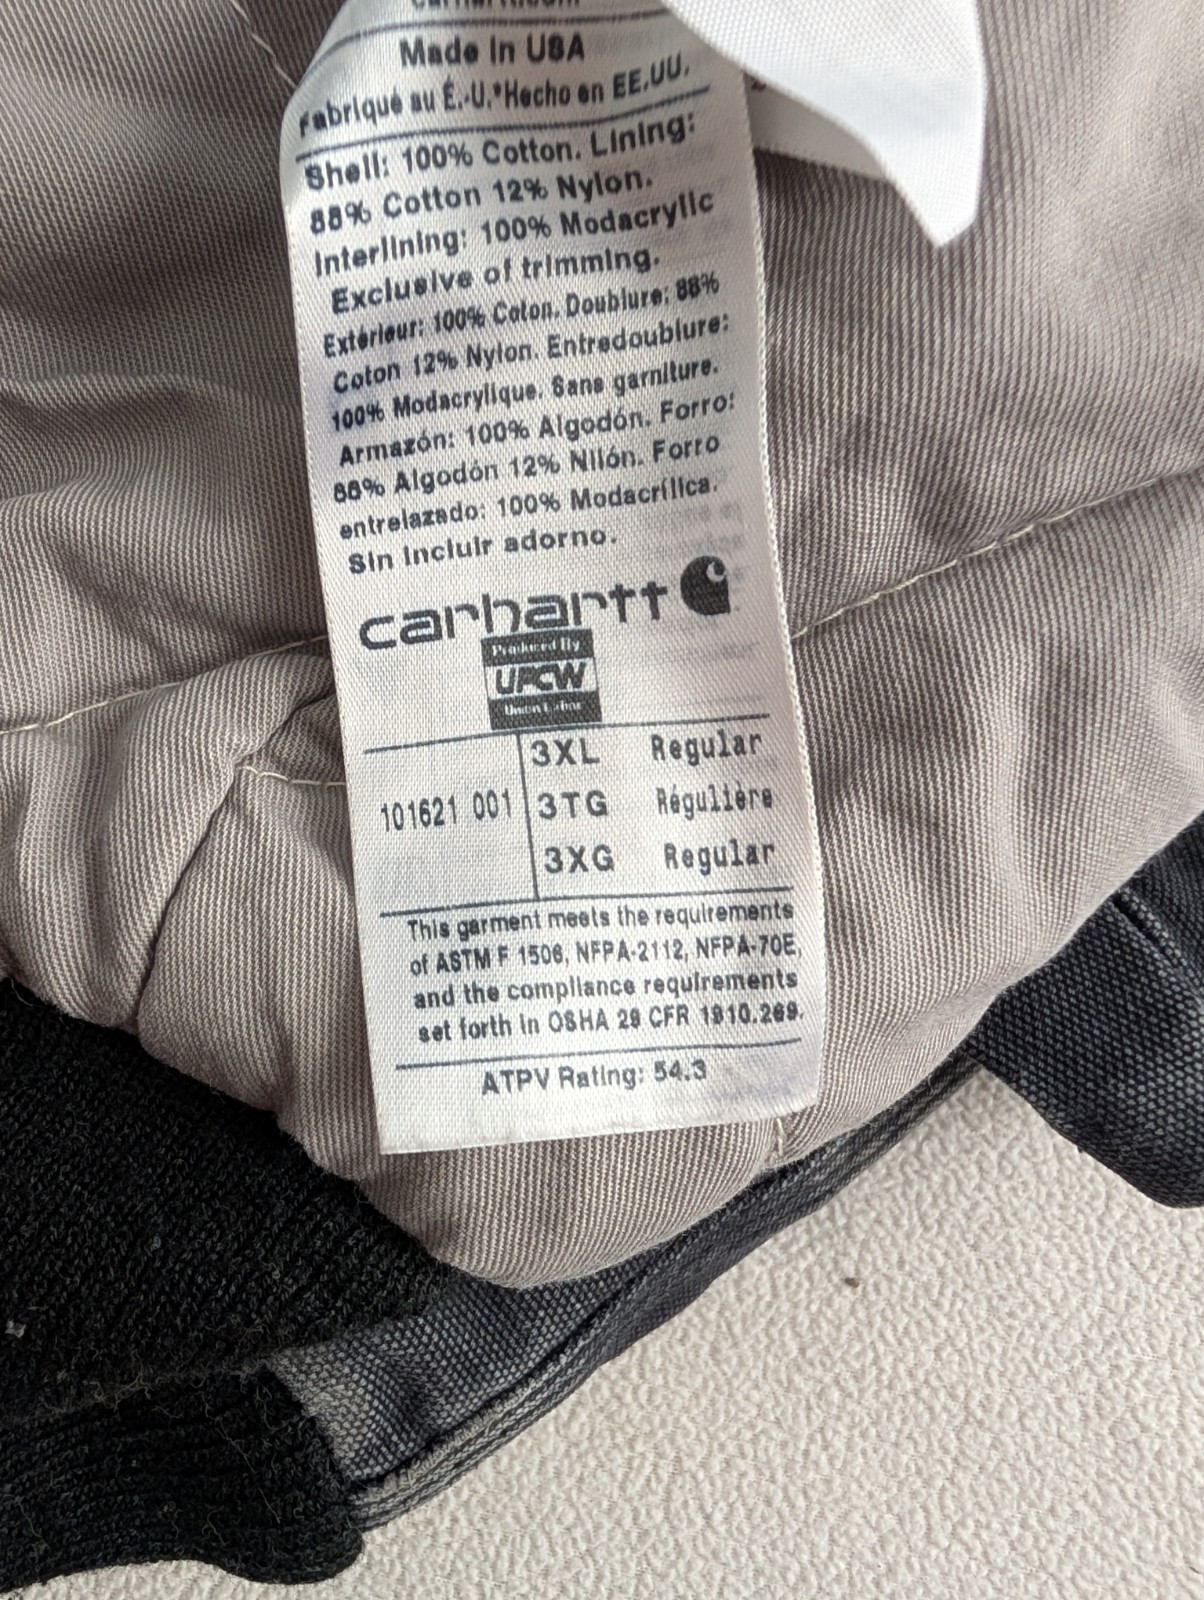 Made in USA
Fabriqué au É.-U.*Hecho en EE.UU.
Shell: 100% Cotton. Lining:
88% Cotton 12% Nylon.
Interlining: 100% Modacrylic
Exclusive of trimming.
Extérieur: 100% Coton. Doublure: 88%
Coton 12% Nylon. Entredoublure:
100% Modacrylique. Sans garniture.
Armazón: 100% Algodón. Forro:
88% Algodón 12% Nilón. Forro
entrelazado: 100% Modacrílica.
Sin incluir adorno.
carhartt
Produced By
UFCW
Union Labor
3XL Regular
101621 001 3TG Régulière
3XG Regular
This garment meets the requirements
of ASTM F 1506, NFPA-2112, NFPA-70E,
and the compliance requirements
set forth in OSHA 29 CFR 1910.269.
ATPV Rating: 54.3